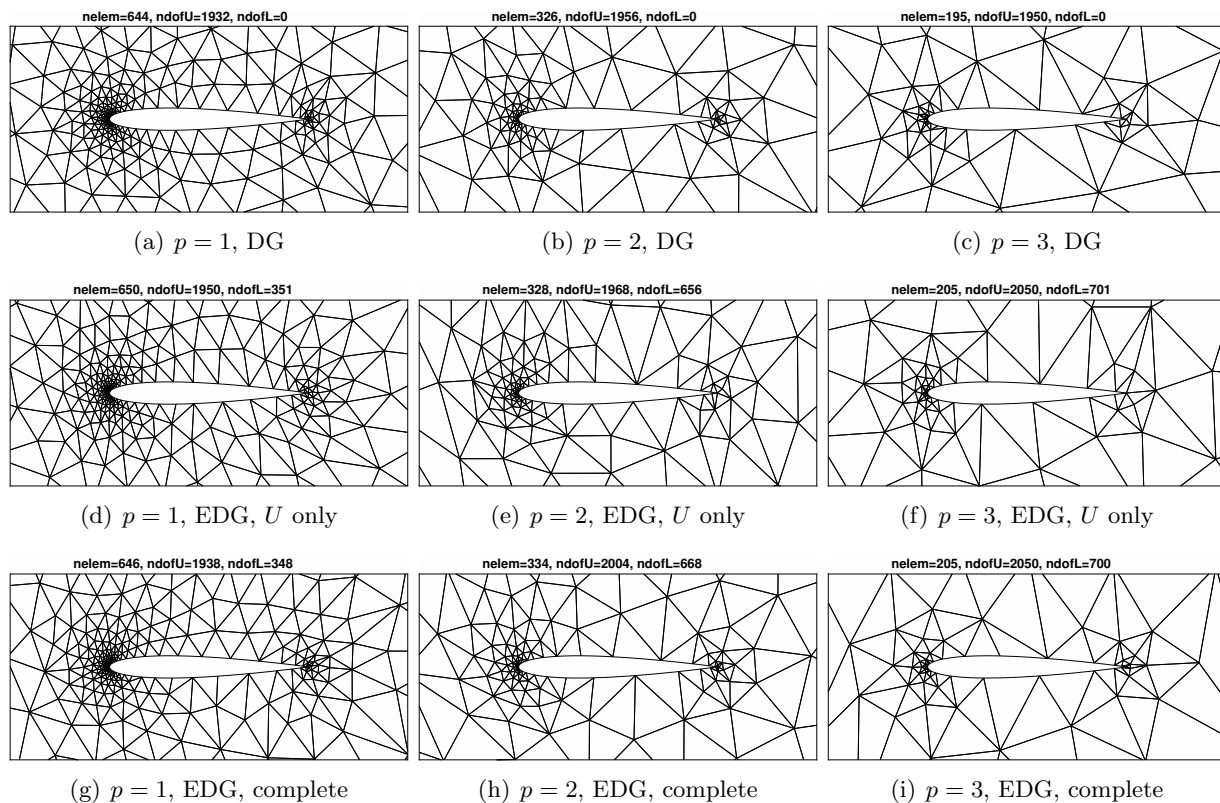 nelem=644, ndofU=1932, ndofL=0
nelem=326, ndofU=1956, ndofL=0
nelem=195, ndofU=1950, ndofL=0
(a) p = 1, DG
(b) p = 2, DG
(c) p = 3, DG
nelem=650, ndofU=1950, ndofL=351
nelem=328, ndofU=1968, ndofL=656
nelem=205, ndofU=2050, ndofL=701
(d) p = 1, EDG, U only
(e) p = 2, EDG, U only
(f) p = 3, EDG, U only
nelem=646, ndofU=1938, ndofL=348
nelem=334, ndofU=2004, ndofL=668
nelem=205, ndofU=2050, ndofL=700
(g) p = 1, EDG, complete
(h) p = 2, EDG, complete
(i) p = 3, EDG, complete